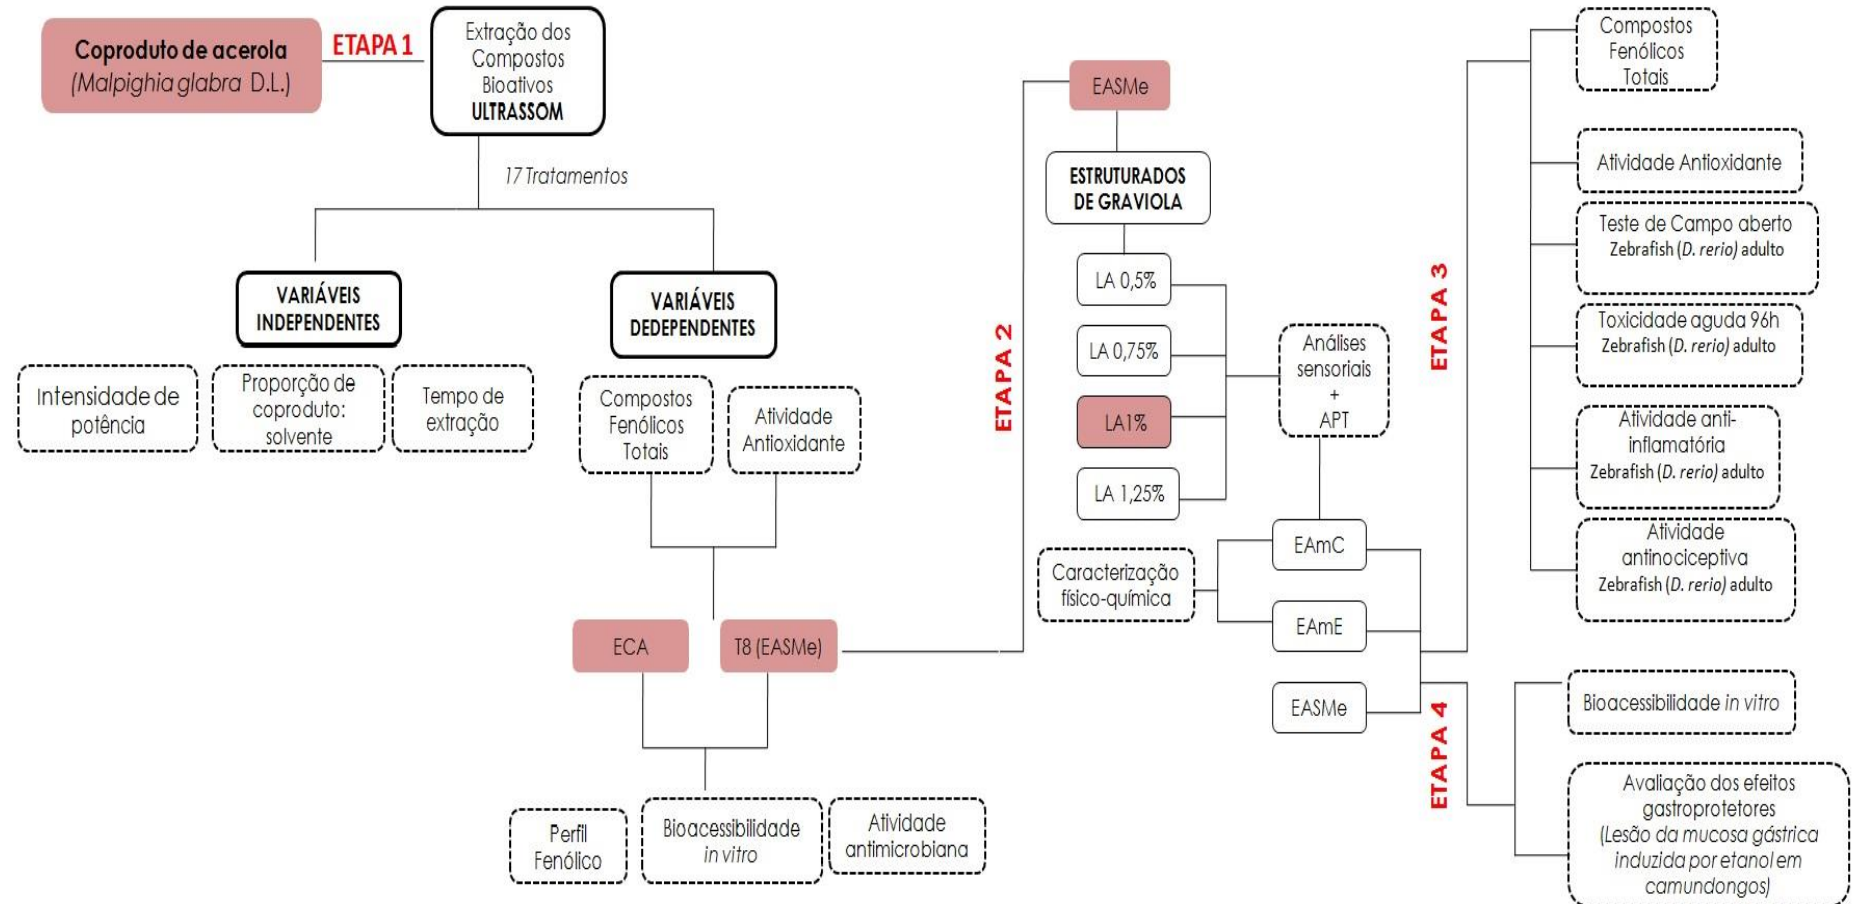 Coproduto de acerola
(Malpighia glabra D.L.)
ETAPA 1
Extração dos
Compostos
Bioativos
ULTRASSOM
17 Tratamentos
VARIÁVEIS
INDEPENDENTES
VARIÁVEIS
DEDEPENDENTES
Intensidade de
potência
Proporção de
coproduto:
solvente
Tempo de
extração
Compostos
Fenólicos
Totais
Atividade
Antioxidante
ECA
T8 (EASMe)
Perfil
Fenólico
Bioacessibilidade
in vitro
Atividade
antimicrobiana
ETAPA 2
EASMe
ESTRUTURADOS
DE GRAVIOLA
LA 0,5%
LA 0,75%
LA1%
LA 1,25%
Análises
sensoriais
+
APT
Caracterização
físico-química
EAmC
EAmE
EASMe
ETAPA 3
Compostos
Fenólicos
Totais
Atividade Antioxidante
Teste de Campo aberto
Zebrafish (D. rerio) adulto
Toxicidade aguda 96h
Zebrafish (D. rerio) adulto
Atividade anti-
inflamatória
Zebrafish (D. rerio) adulto
Atividade
antinociceptiva
Zebrafish (D. rerio) adulto
ETAPA 4
Bioacessibilidade in vitro
Avaliação dos efeitos
gastroprotetores
(Lesão da mucosa gástrica
induzida por etanol em
camundongos)